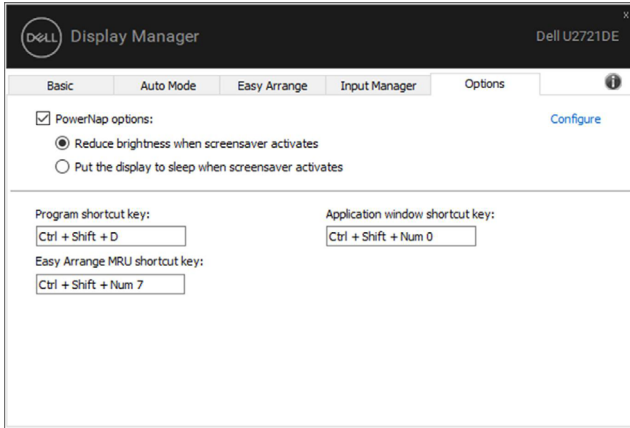 x
DELL Display Manager
Dell U2721DE
Basic Auto Mode Easy Arrange Input Manager Options
PowerNap options:
Configure
Reduce brightness when screensaver activates
Put the display to sleep when screensaver activates
Program shortcut key:
Application window shortcut key:
Ctrl + Shift + D
Ctrl + Shift + Num 0
Easy Arrange MRU shortcut key:
Ctrl + Shift + Num 7